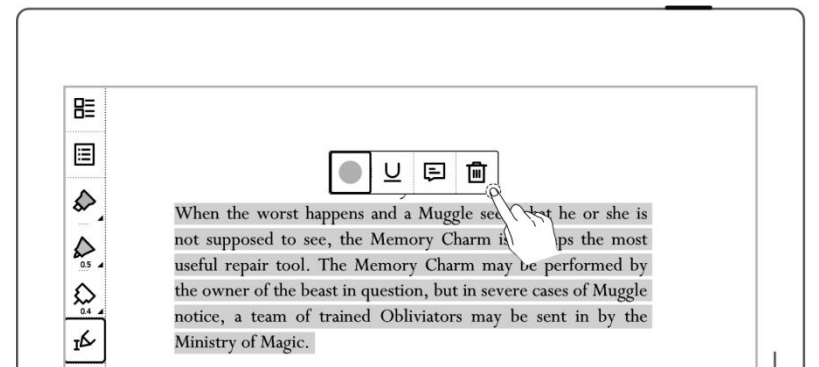 U
When the worst happens and a Muggle sees what he or she is
not supposed to see, the Memory Charm is the most
useful repair tool. The Memory Charm may be performed by
the owner of the beast in question, but in severe cases of Muggle
notice, a team of trained Obliviators may be sent in by the
Ministry of Magic.
0.5
0.4
I